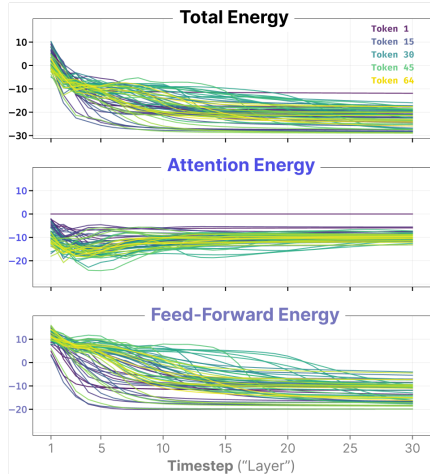 Total Energy
Token 1
Token 15
Token 30
Token 45
Token 64
10
0
−10
−20
−30
Attention Energy
10
0
−10
−20
Feed-Forward Energy
10
0
−10
−20
1 5 10 15 20 25 30
Timestep ("Layer")